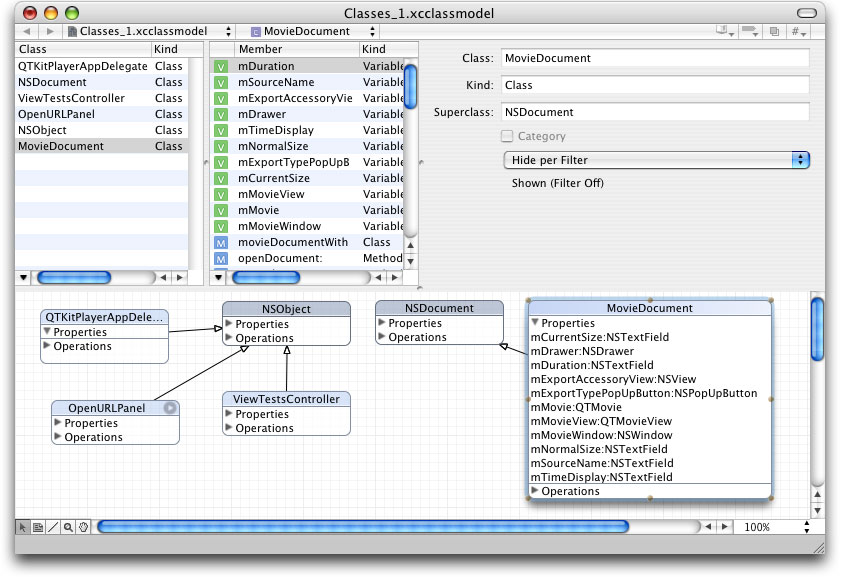 Classes_1.xcclassmodel
Classes_1.xcclassmodel MovieDocument #
Class Kind
QTKitPlayerAppDelegate Class
NSDocument Class
ViewTestsController Class
OpenURLPanel Class
NSObject Class
MovieDocument Class
Member Kind
V mDuration Variable
V mSourceName Variable
V mExportAccessoryVie Variable
V mDrawer Variable
V mTimeDisplay Variable
V mNormalSize Variable
V mExportTypePopUpB Variable
V mCurrentSize Variable
V mMovieView Variable
V mMovie Variable
V mMovieWindow Variable
M movieDocumentWith Class
M openDocument: Method
Class: MovieDocument
Kind: Class
Superclass: NSDocument
Category
Hide per Filter
Shown (Filter Off)
QTKitPlayerAppDele...
Properties
Operations
NSObject
Properties
Operations
NSDocument
Properties
Operations
OpenURLPanel
Properties
Operations
ViewTestsController
Properties
Operations
MovieDocument
Properties
mCurrentSize:NSTextField
mDrawer:NSDrawer
mDuration:NSTextField
mExportAccessoryView:NSView
mExportTypePopUpButton:NSPopUpButton
mMovie:QTMovie
mMovieView:QTMovieView
mMovieWindow:NSWindow
mNormalSize:NSTextField
mSourceName:NSTextField
mTimeDisplay:NSTextField
Operations
100%